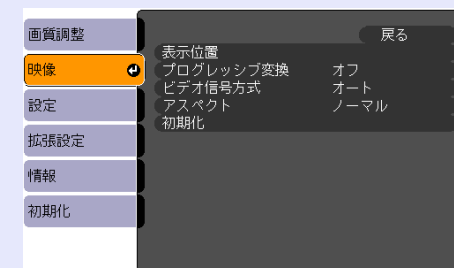 画質調整
映像
設定
拡張設定
情報
初期化
戻る
表示位置
プログレッシブ変換 オフ
ビデオ信号方式 オート
アスペクト ノーマル
初期化